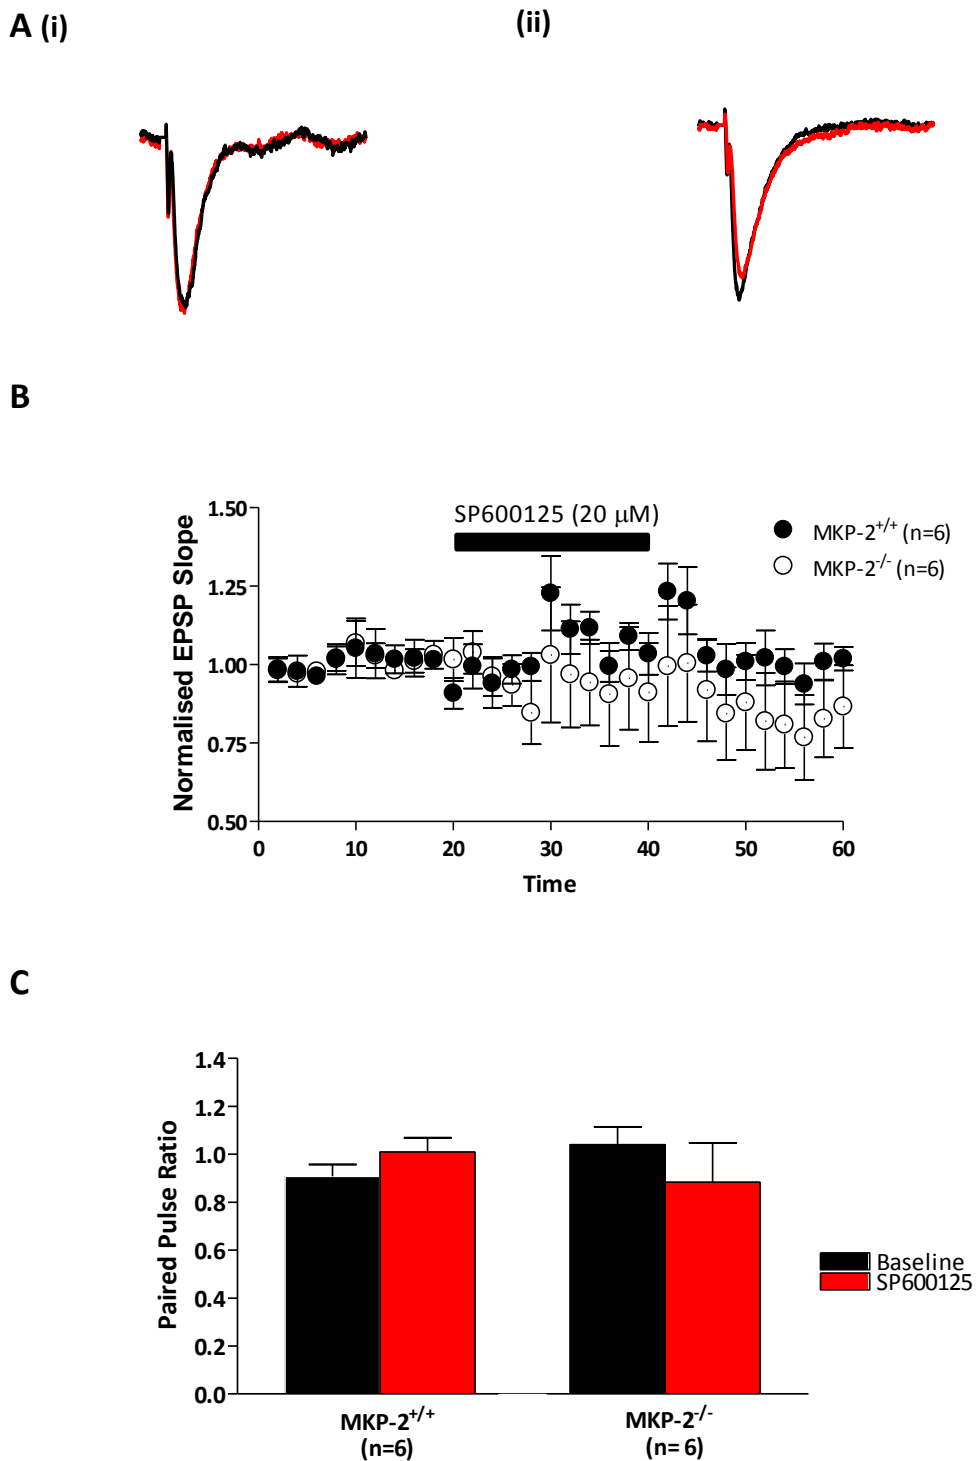 A (i)
(ii)
B
1.50
1.25
1.00
0.75
0.50
Normalised EPSP Slope
SP600125 (20 μM)
MKP-2+/+ (n=6)
MKP-2-/- (n=6)
0 10 20 30 40 50 60
Time
C
1.4
1.2
1.0
0.8
0.6
0.4
0.2
0.0
Paired Pulse Ratio
Baseline
SP600125
MKP-2+/+ MKP-2-/-
(n=6) (n= 6)